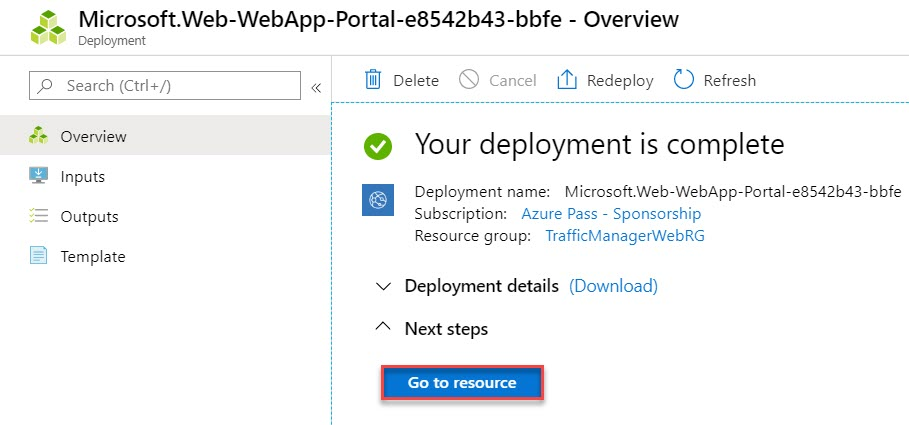 Microsoft.Web-WebApp-Portal-e8542b43-bbfe - Overview
Deployment
Search (Ctrl+/)
«
Delete
Cancel
Redeploy
Refresh
Overview
Inputs
Outputs
Template
Your deployment is complete
Deployment name: Microsoft.Web-WebApp-Portal-e8542b43-bbfe
Subscription: Azure Pass - Sponsorship
Resource group: TrafficManagerWebRG
Deployment details (Download)
Next steps
Go to resource